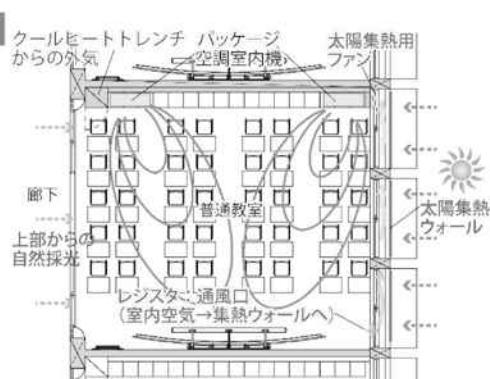 クールヒートトレンチ
からの外気
パッケージ
空調室内機
太陽集熱用
ファン
廊下
普通教室
太陽集熱
ウォール
上部からの
自然採光
レジスタ:通風口
(室内空気→集熱ウォールへ)